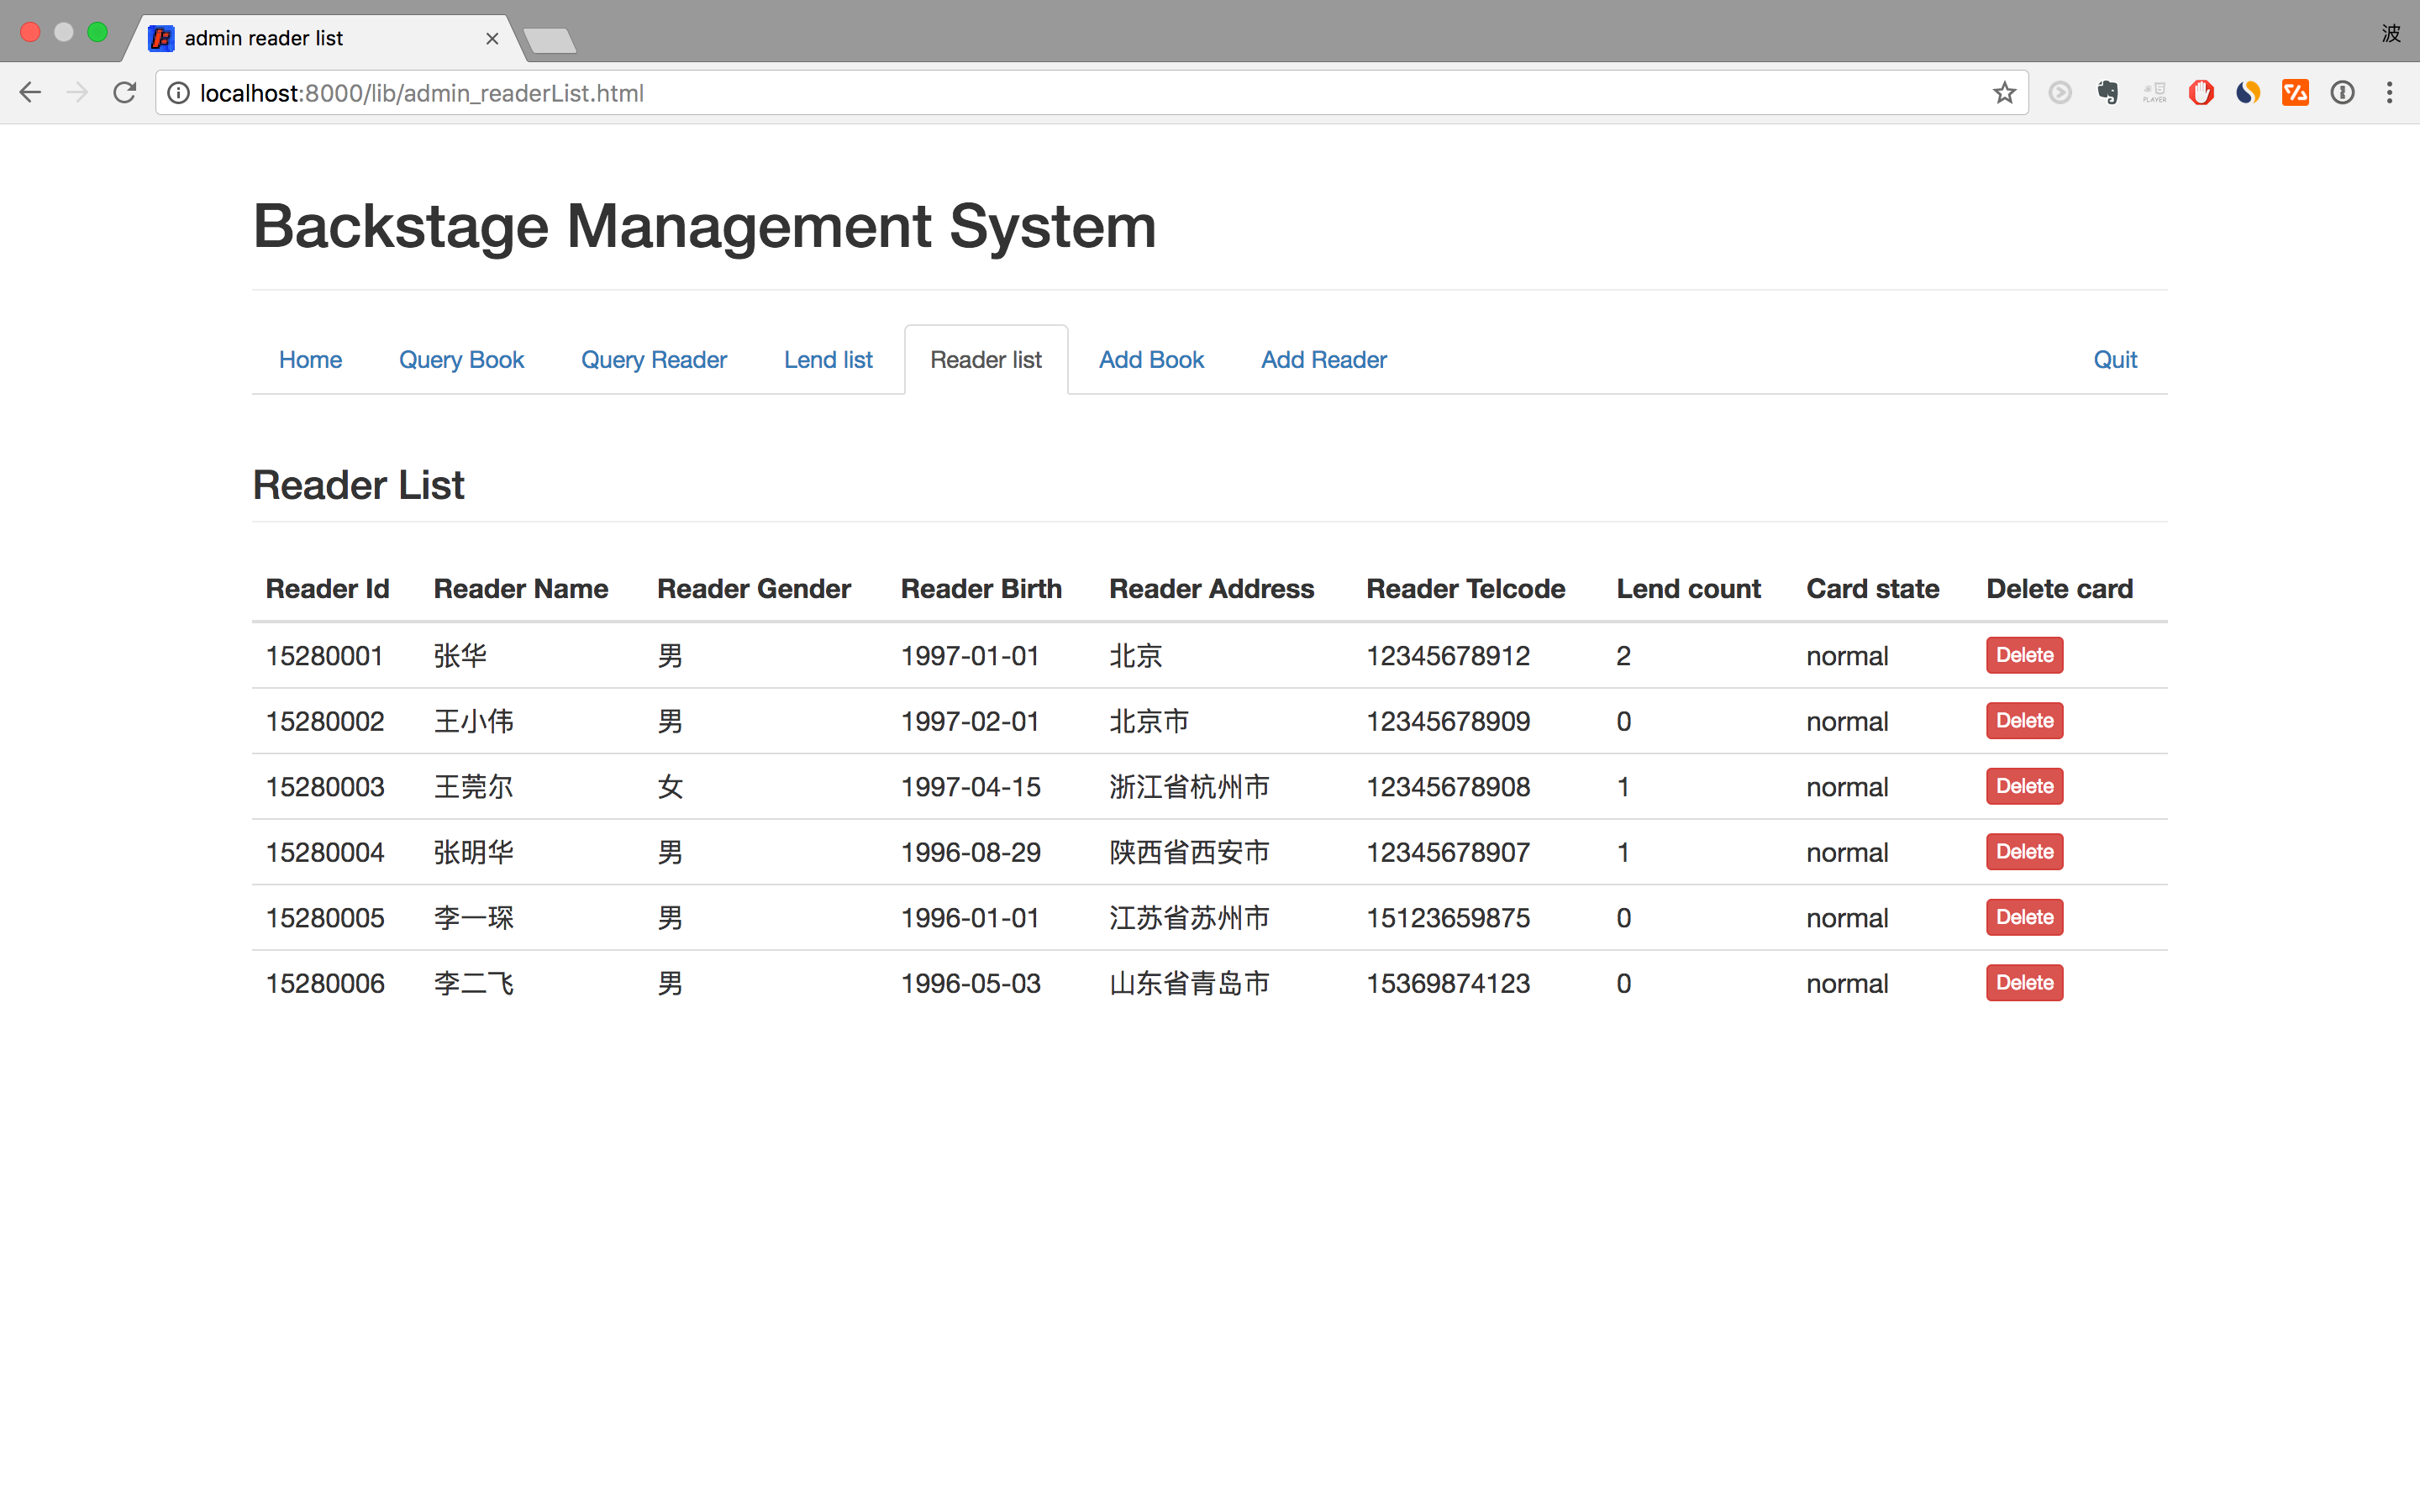 admin reader list
波
localhost:8000/lib/admin_readerList.html
PLAYER
Backstage Management System
Home Query Book Query Reader Lend list Reader list Add Book Add Reader Quit
Reader List
Reader Id Reader Name Reader Gender Reader Birth Reader Address Reader Telcode Lend count Card state Delete card
15280001 张华 男 1997-01-01 北京 12345678912 2 normal Delete
15280002 王小伟 男 1997-02-01 北京市 12345678909 0 normal Delete
15280003 王莞尔 女 1997-04-15 浙江省杭州市 12345678908 1 normal Delete
15280004 张明华 男 1996-08-29 陕西省西安市 12345678907 1 normal Delete
15280005 李一琛 男 1996-01-01 江苏省苏州市 15123659875 0 normal Delete
15280006 李二飞 男 1996-05-03 山东省青岛市 15369874123 0 normal Delete